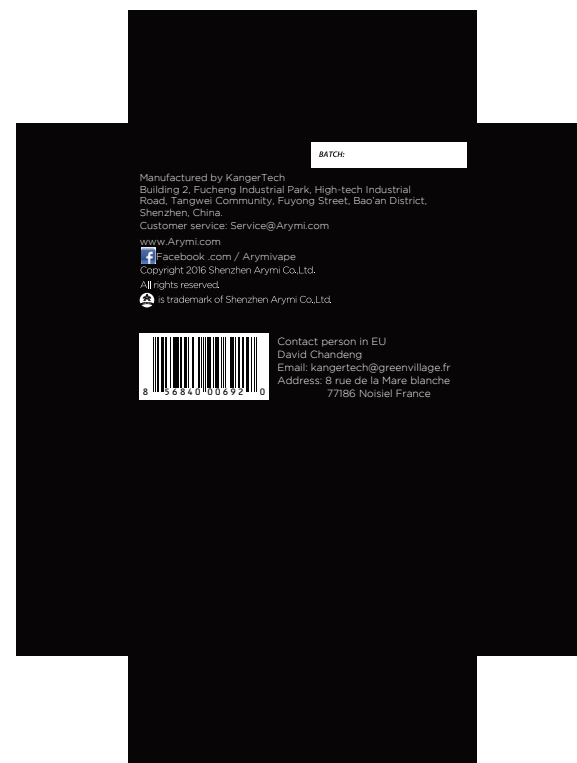 BATCH:
Manufactured by KangerTech
Building 2, Fucheng Industrial Park, High-tech Industrial
Road, Tangwei Community, Fuyong Street, Bao'an District,
Shenzhen, China.
Customer service: Service@Arymi.com
www.Arymi.com
Facebook .com / Arymivape
Copyright 2016 Shenzhen Arymi Co.,Ltd.
All rights reserved.
is trademark of Shenzhen Arymi Co.,Ltd.
Contact person in EU
David Chandeng
Email: kangertech@greenvillage.fr
Address: 8 rue de la Mare blanche
77186 Noisiel France
8 56840 00692 0